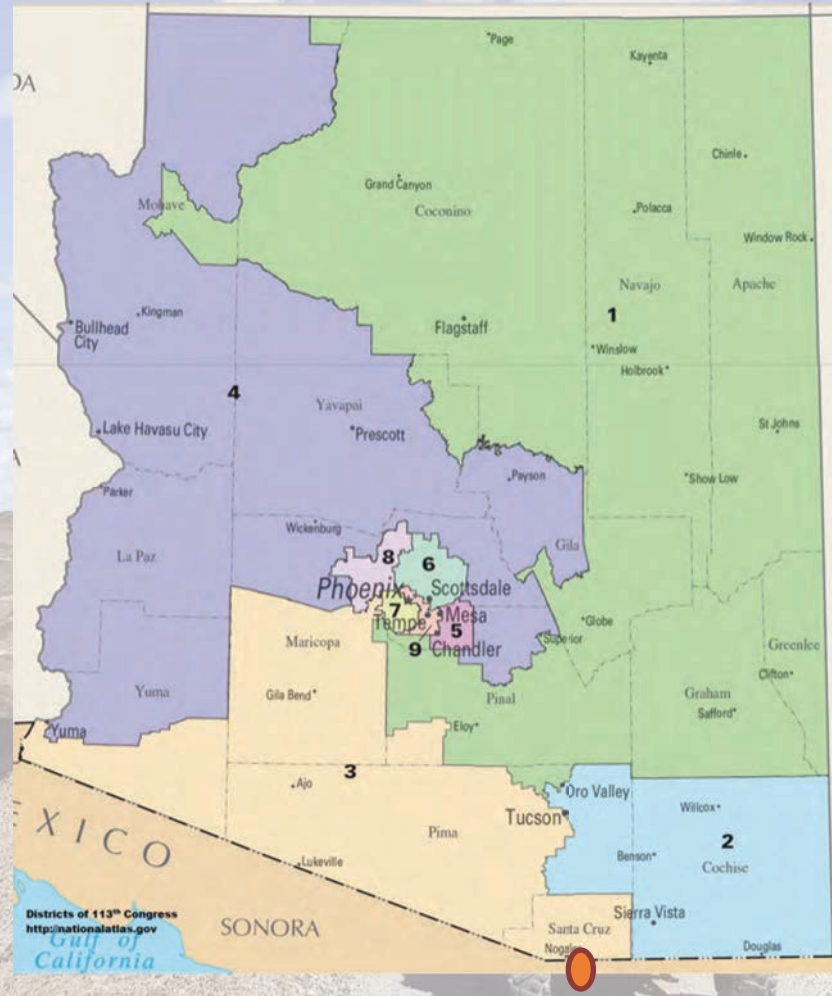 DA
Page
Kayenta
Chinle
Grand Canyon
Mohave
Coconino
Polacca
Window Rock
Navajo
Apache
Kingman
1
Bullhead
City
Flagstaff
Winslow
Holbrook
4
Yavapai
Lake Havasu City
Prescott
St Johns
A
Payson
Show Low
Parker
Wickenburg
Gila
La Paz
8
6
Phoenix
Scottsdale
7
Mesa
Tempe
5
Globe
Superior
9
Chandler
Maricopa
Greenlee
Clifton
Yuma
Gila Bend
Pinal
Graham
Safford
Yuma
Eloy
3
Ajo
Oro Valley
Tucson
Willcox
EXICO
Pima
2
Benson
Cochise
Lukeville
Districts of 113th Congress
http://nationalatlas.gov
SONORA
Sierra Vista
Santa Cruz
Gulf of
California
Nogales
Douglas